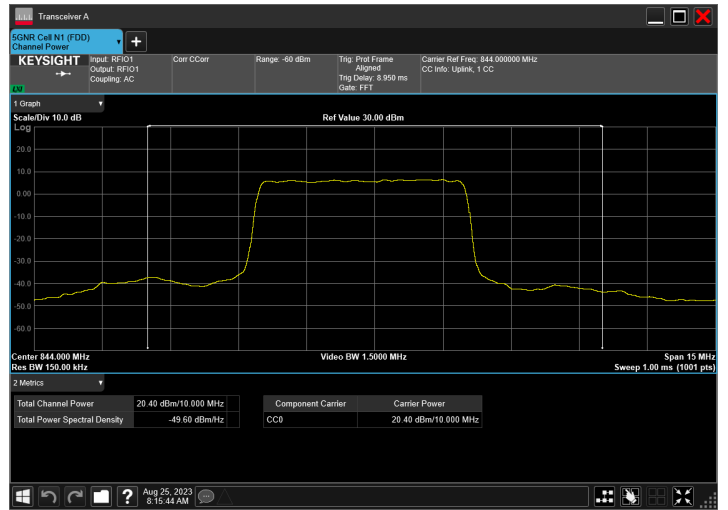 Transceiver A
5GNR Cell N1 (FDD)
Channel Power
KEYSIGHT
LXI
Input: RFIO1
Output: RFIO1
Coupling: AC
Corr CCorr
Range: -60 dBm
Trig: Prot Frame
Aligned
Trig Delay: 8.950 ms
Gate: FFT
Carrier Ref Freq: 844.000000 MHz
CC Info: Uplink, 1 CC
1 Graph
Scale/Div 10.0 dB
Ref Value 30.00 dBm
Log
20.0
10.0
0.00
-10.0
-20.0
-30.0
-40.0
-50.0
-60.0
Center 844.000 MHz
Video BW 1.5000 MHz
Span 15 MHz
Res BW 150.00 kHz
Sweep 1.00 ms (1001 pts)
2 Metrics
Total Channel Power 20.40 dBm/10.000 MHz
Total Power Spectral Density -49.60 dBm/Hz
Component Carrier Carrier Power
CC0 20.40 dBm/10.000 MHz
Aug 25, 2023
8:15:44 AM